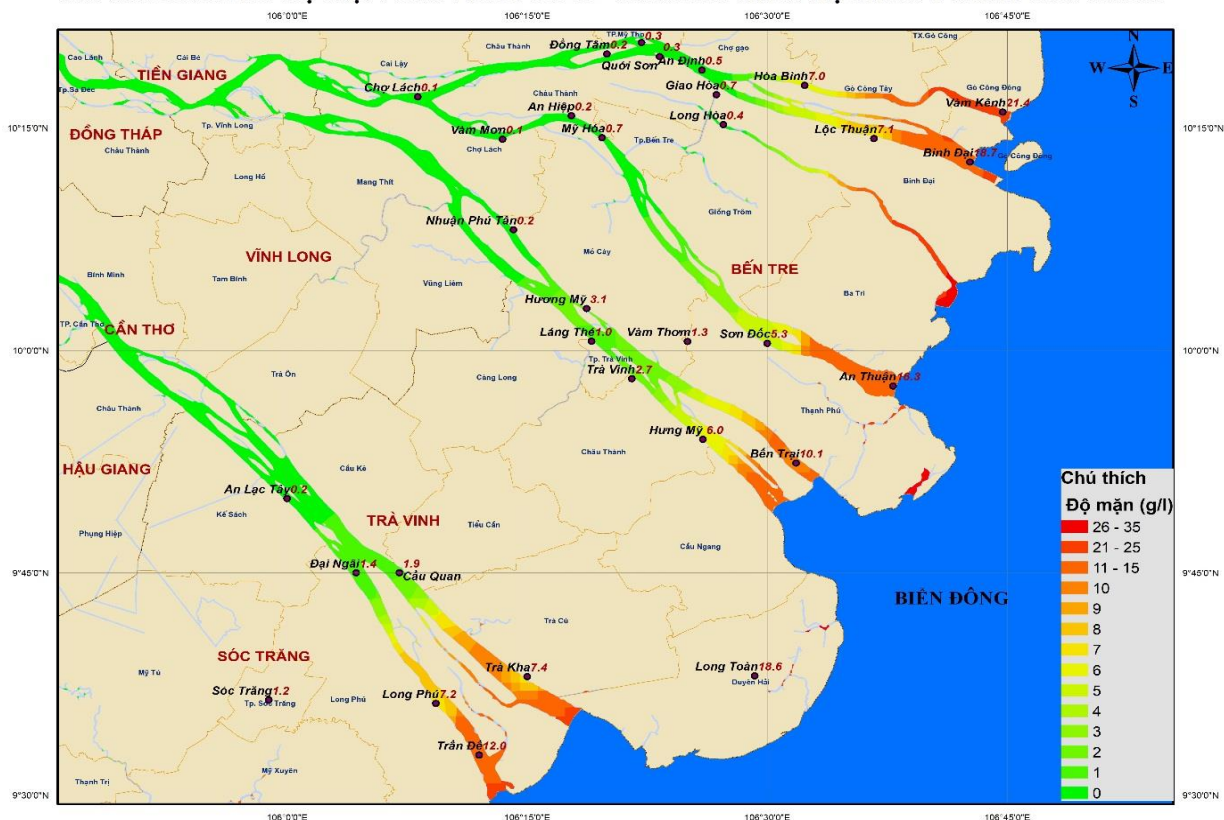 106°0'0"E
106°15'0"E
106°30'0"E
106°45'0"E
N
W E
S
TX.Gò Công
TP.Mỹ Tho 0.3
Châu Thành
Đồng Tâm 0.2
0.3
Chợ gạo
Cao Lãnh
Cái Bè
Cai Lậy
Quới Sơn
An Định 0.5
TIỀN GIANG
Hòa Bình 7.0
Tp.Sa Đéc
Chợ Lách 0.1
Châu Thành
Giao Hòa 0.7
Gò Công Tây
Gò Công Đông
An Hiệp 0.2
Vàm Kênh 21.4
Long Hòa 0.4
10°15'0"N
Tp. Vĩnh Long
Vàm Mơn 0.1
Mỹ Hóa 0.7
Lộc Thuận 7.1
10°15'0"N
ĐỒNG THÁP
Tp.Bến Tre
Châu Thành
Chợ Lách
Bình Đại 18.7
Gò Công Đông
Long Hồ
Mang Thít
Bình Đại
Giồng Trôm
Nhuận Phú Tân 0.2
Mỏ Cày
VĨNH LONG
BẾN TRE
Bình Minh
Tam Bình
Vũng Liêm
Ba Tri
Hương Mỹ 3.1
TP. Cần Thơ
CẦN THƠ
Láng Thé 1.0
Vàm Thơm 1.3
Sơn Đốc 5.3
10°0'0"N
Tp. Trà Vinh
10°0'0"N
Trà Ôn
Càng Long
Trà Vinh 2.7
An Thuận 16.3
Châu Thành
Thạnh Phú
Hưng Mỹ 6.0
Châu Thành
Bến Trại 10.1
HẬU GIANG
Cầu Kè
Chú thích
An Lạc Tây 0.2
Độ mặn (g/l)
Kế Sách
TRÀ VINH
Tiểu Cần
26 - 35
Phụng Hiệp
21 - 25
Cầu Ngang
11 - 15
Đại Ngãi 1.4
1.9
Cầu Quan
10
9°45'0"N
9°45'0"N
BIỂN ĐÔNG
9
8
Trà Cú
7
SÓC TRĂNG
6
Mỹ Tú
Trà Kha 7.4
Long Toàn 18.6
Duyên Hải
5
Sóc Trăng 1.2
Tp. Sóc Trăng
Long Phú
Long Phú 7.2
4
3
Trần Đề 12.0
2
Mỹ Xuyên
1
Thạnh Trị
0
9°30'0"N
9°30'0"N
106°0'0"E
106°15'0"E
106°30'0"E
106°45'0"E